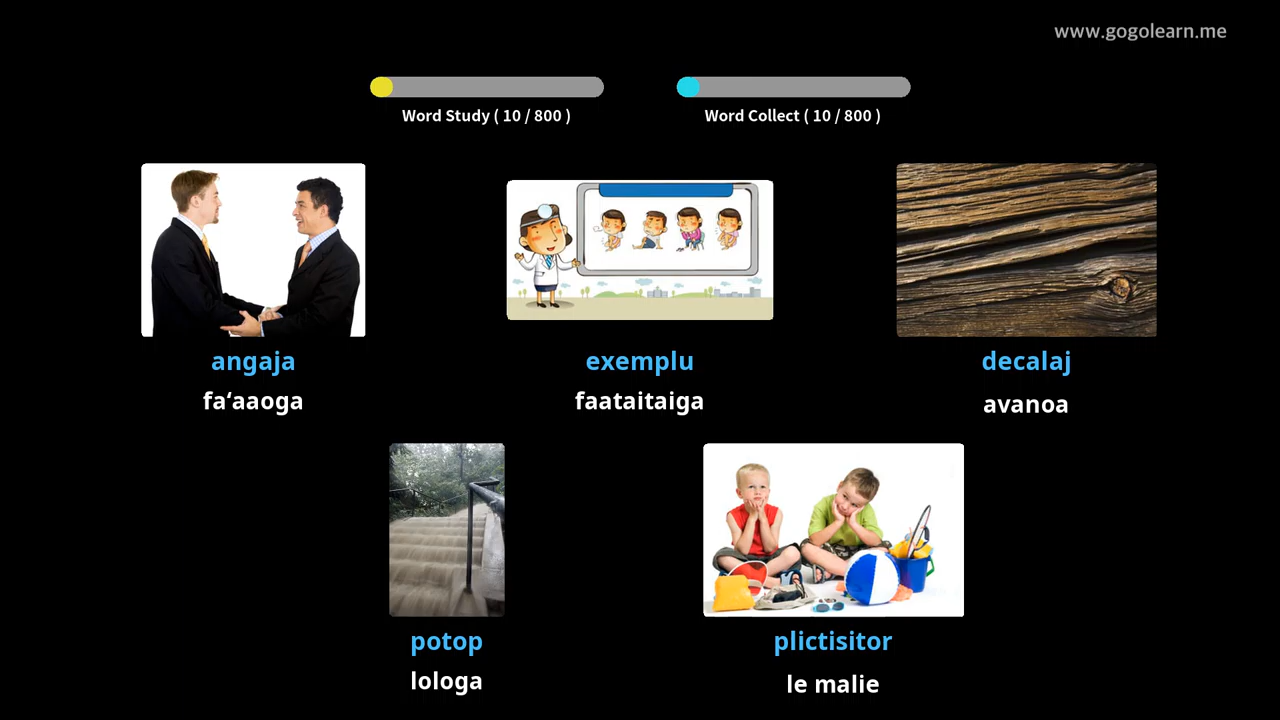 www.gogolearn.me
Word Study ( 10 / 800 )
Word Collect ( 10 / 800 )
angaja
exemplu
decalaj
fa‘aaoga
faataitaiga
avanoa
potop
plictisitor
lologa
le malie